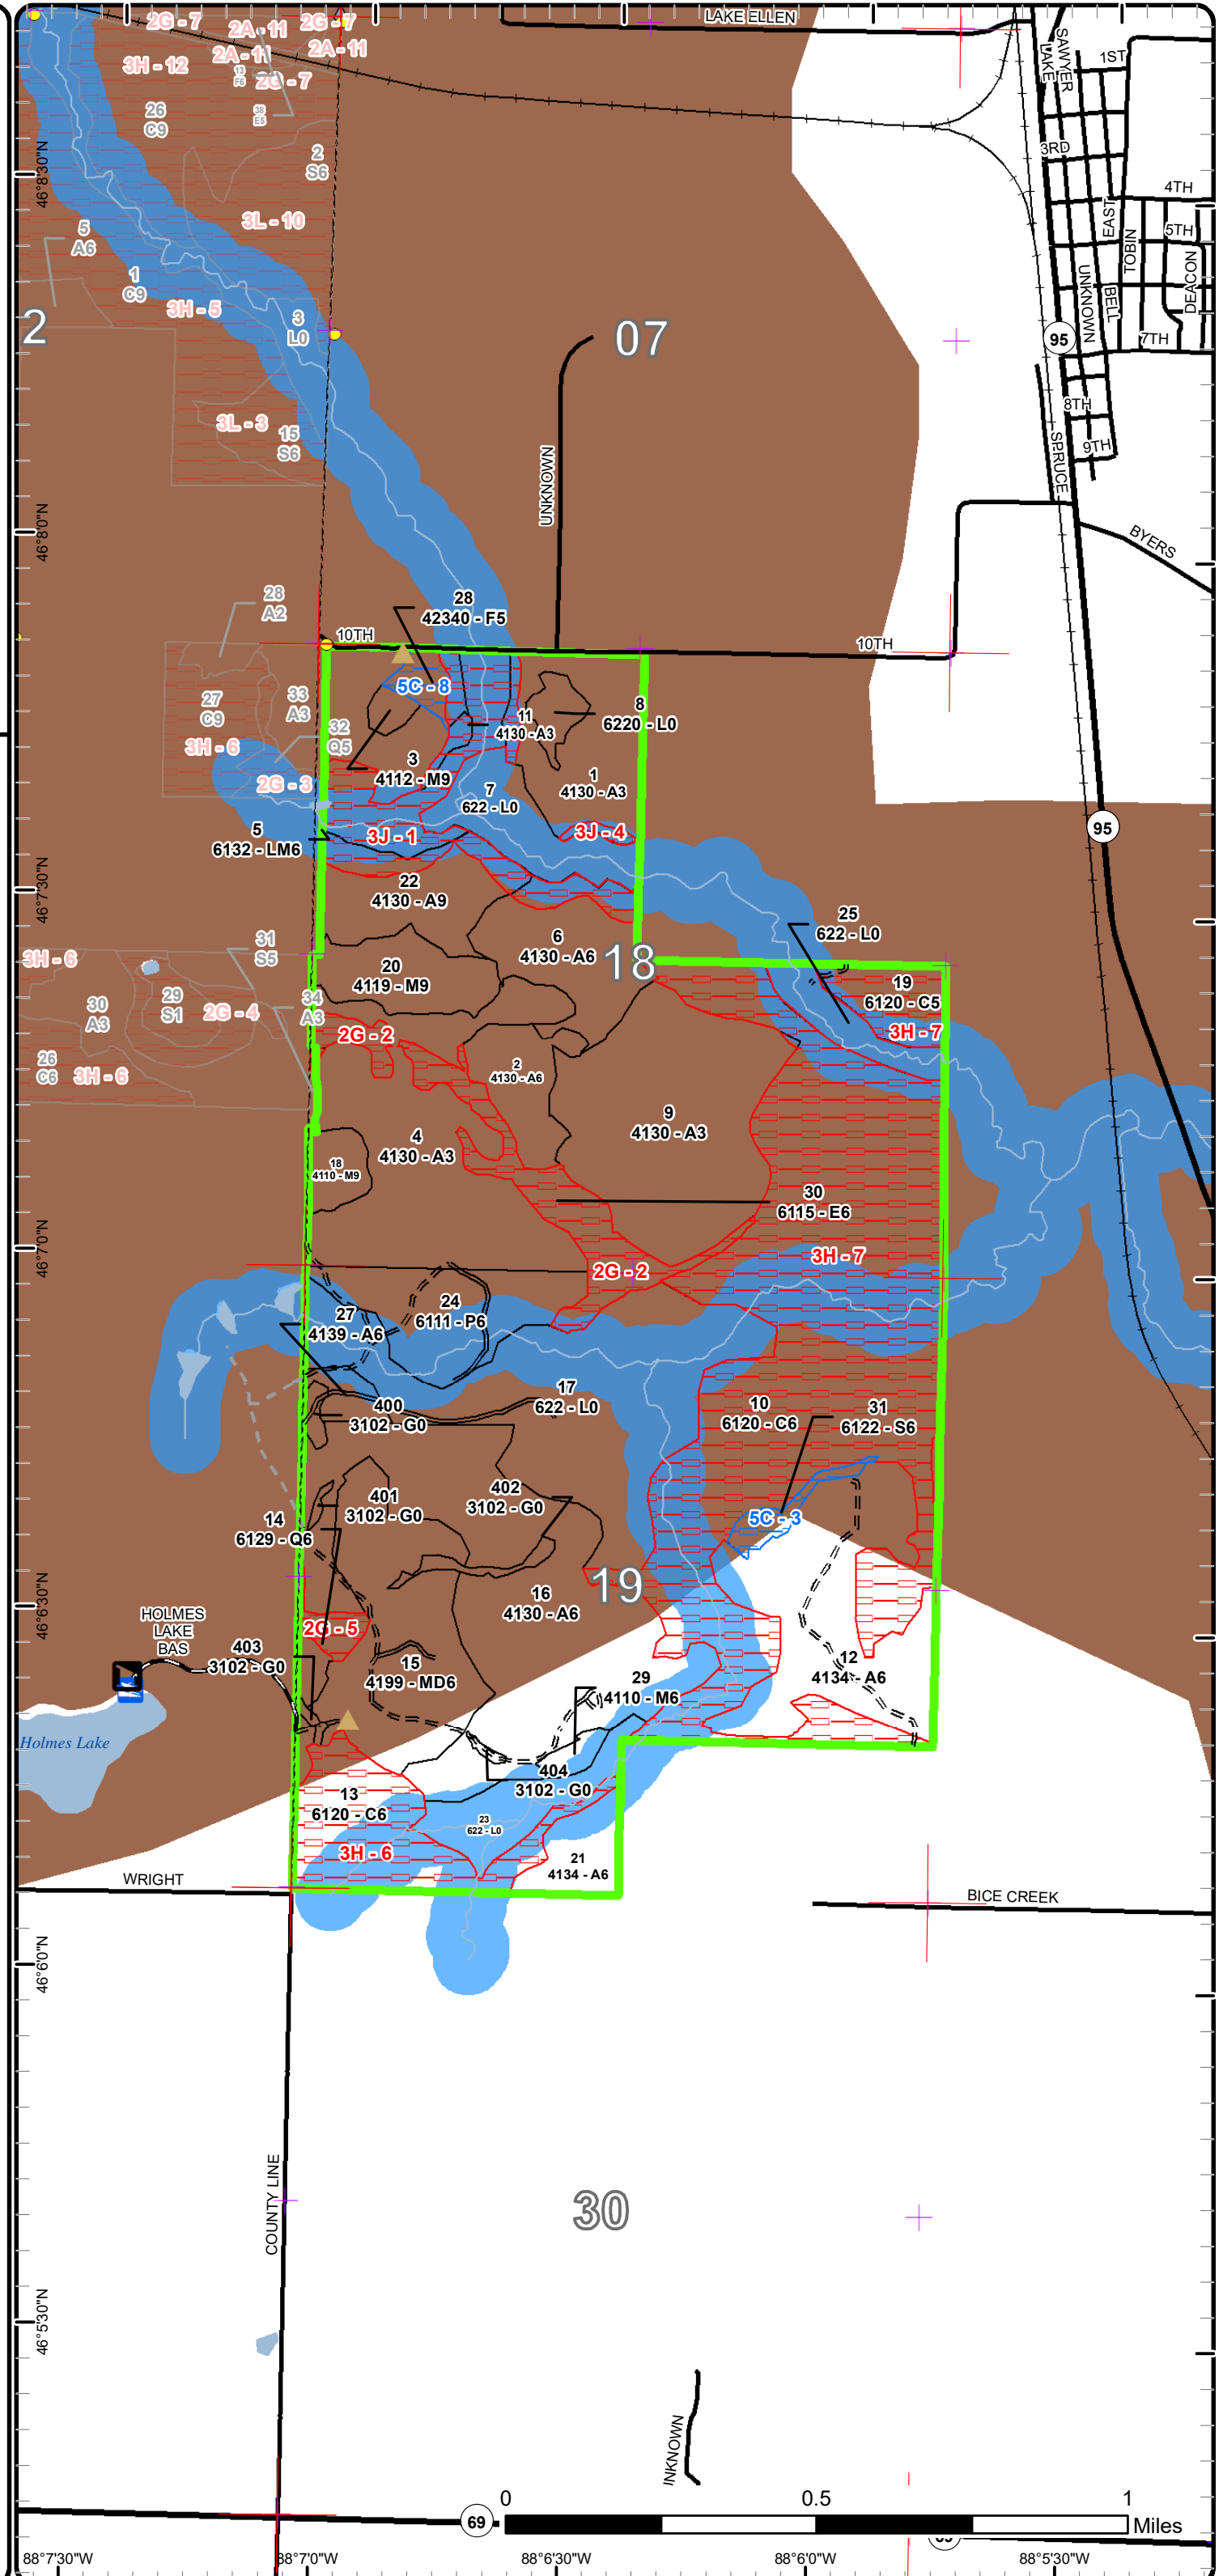 LAKE ELLEN
2G - 7
2A - 11
2G - 7
2A - 11
2A - 11
3H - 12
13
F6
2G - 7
SAWYER
LAKE
1ST
26
C9
38
E5
2
S6
3RD
46°8'30"N
4TH
3L - 10
5
A6
EAST
5TH
TOBIN
1
C9
UNKNOWN
BELL
DEACON
3H - 5
3
L0
2
07
95
7TH
8TH
3L - 3
15
S6
9TH
SPRUCE
UNKNOWN
46°8'0"N
BYERS
28
A2
28
42340 - F5
10TH
10TH
27
C9
33
A3
5C - 8
32
Q5
11
4130 - A3
8
6220 - L0
3H - 6
3
4112 - M9
2G - 3
7
622 - L0
1
4130 - A3
5
6132 - LM6
3J - 1
3J - 4
95
46°7'30"N
22
4130 - A9
25
622 - L0
31
S5
3H - 6
6
4130 - A6
18
20
4119 - M9
19
6120 - C5
30
A3
29
S1
2G - 4
34
A3
2G - 2
3H - 7
26
C6
3H - 6
2
4130 - A6
9
4130 - A3
4
4130 - A3
18
4110 - M9
30
6115 - E6
46°7'0"N
3H - 7
2G - 2
27
4139 - A6
24
6111 - P6
17
622 - L0
400
3102 - G0
10
6120 - C6
31
6122 - S6
401
3102 - G0
402
3102 - G0
5C - 3
14
6129 - Q6
19
46°6'30"N
16
4130 - A6
HOLMES
LAKE
BAS
2G - 5
403
3102 - G0
15
4199 - MD6
12
4134 - A6
29
4110 - M6
Holmes Lake
404
3102 - G0
13
6120 - C6
23
622 - L0
3H - 6
21
4134 - A6
WRIGHT
BICE CREEK
46°6'0"N
COUNTY LINE
30
46°5'30"N
INKNOWN
0 0.5 1
Miles
69
69
88°7'30"W 88°7'0"W 88°6'30"W 88°6'0"W 88°5'30"W